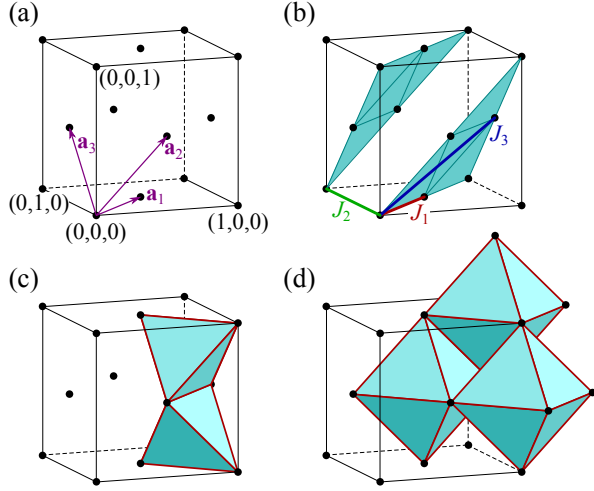 (a)
(0,0,1)
a₃
a₂
a₁
(0,1,0)
(0,0,0)
(1,0,0)
(b)
J₃
J₂
J₁
(c)
(d)